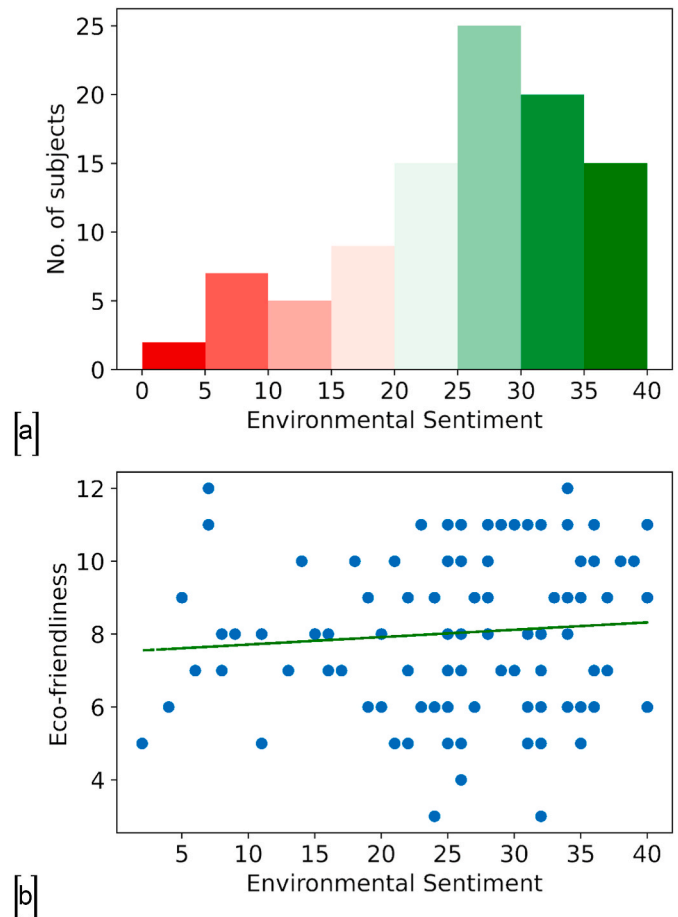 25
20
15
10
5
0
No. of subjects
0 5 10 15 20 25 30 35 40
Environmental Sentiment
[a]
12
10
8
6
4
Eco-friendliness
5 10 15 20 25 30 35 40
Environmental Sentiment
[b]